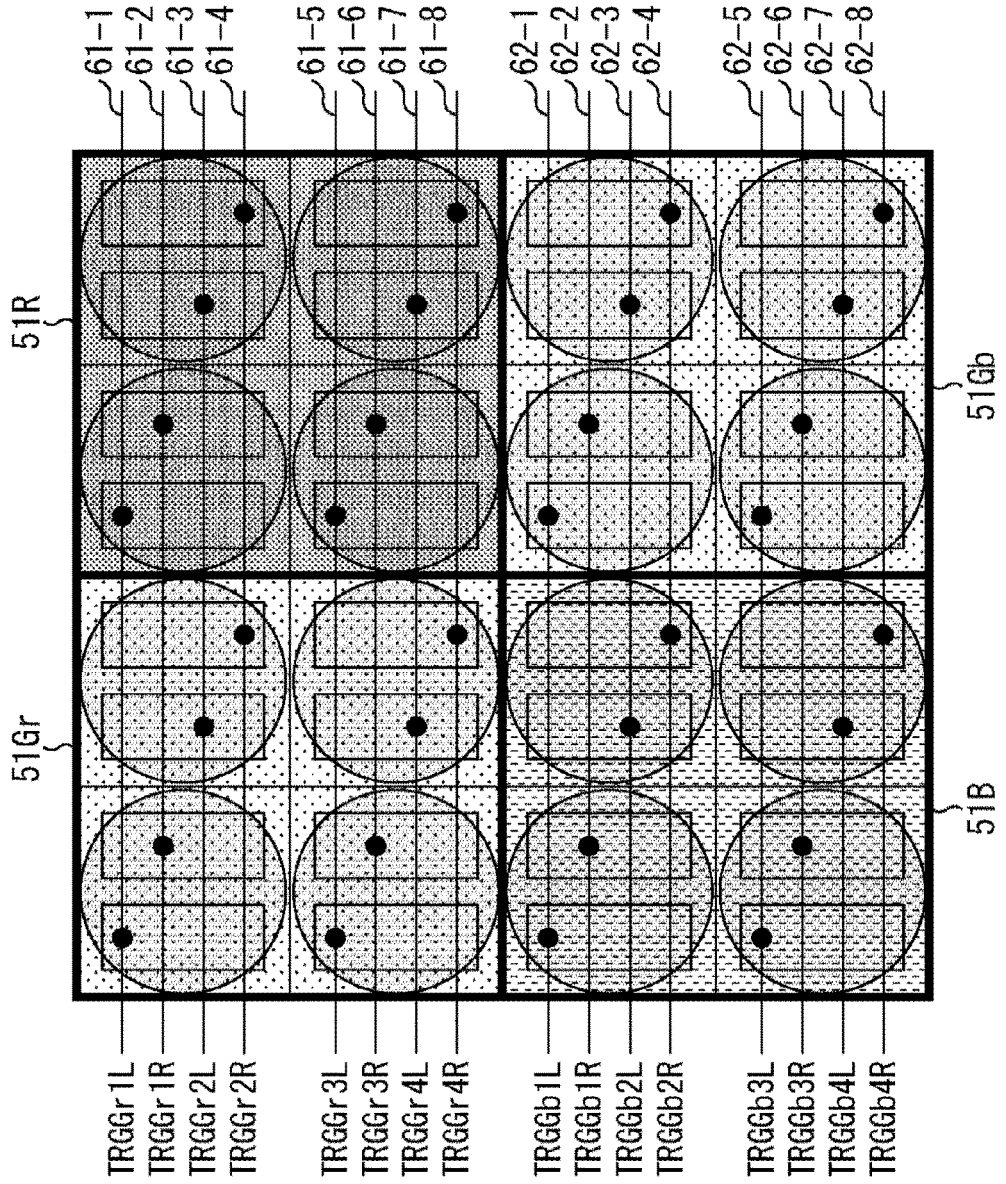 51Gr
51R
TRGGr1L
61-1
TRGGr1R
61-2
TRGGr2L
61-3
TRGGr2R
61-4
TRGGr3L
61-5
TRGGr3R
61-6
TRGGr4L
61-7
TRGGr4R
61-8
TRGGb1L
62-1
TRGGb1R
62-2
TRGGb2L
62-3
TRGGb2R
62-4
TRGGb3L
62-5
TRGGb3R
62-6
TRGGb4L
62-7
TRGGb4R
62-8
51B
51Gb